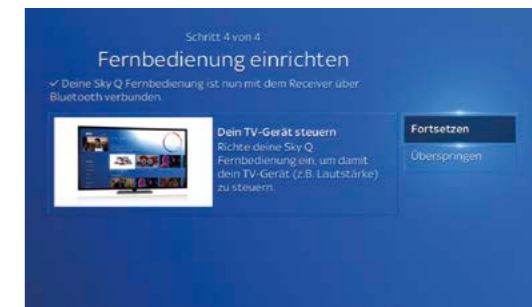 Schritt 4 von 4
Fernbedienung einrichten
✓ Deine Sky Q Fernbedienung ist nun mit dem Receiver über
Bluetooth verbunden.
Dein TV-Gerät steuern
Richte deine Sky Q
Fernbedienung ein, um damit
dein TV-Gerät (z.B. Lautstärke)
zu steuern.
Fortsetzen
Überspringen